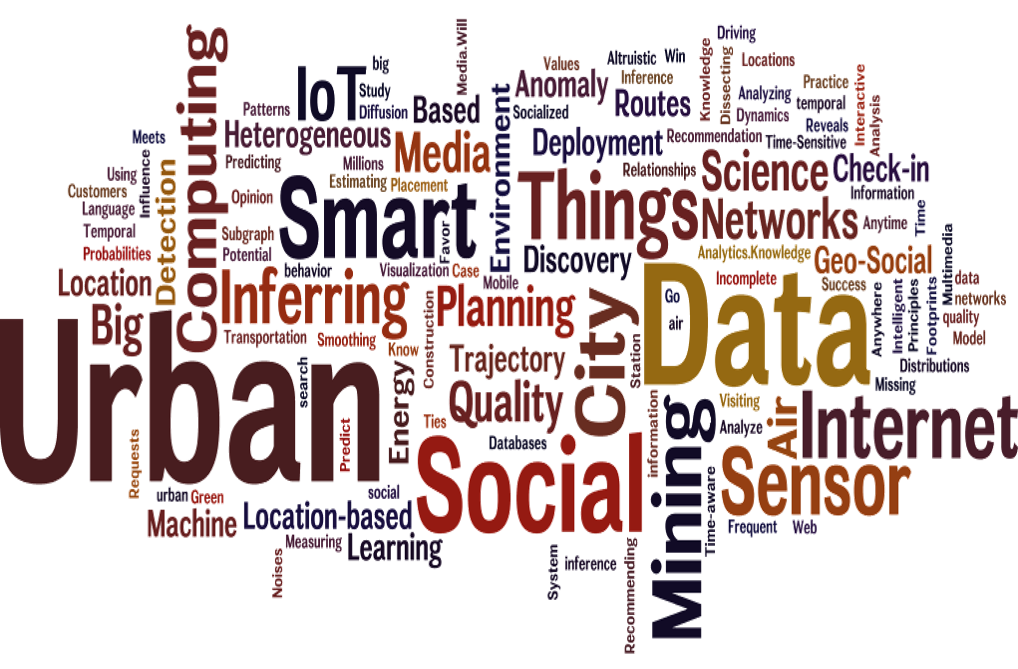 Computing
IoT
big
Study
Diffusion
Media.Will
Values
Altruistic
Win
Driving
Locations
Inference
Anomaly
Socialized
Routes
Knowledge
Dissecting
Analyzing
Dynamics
Practice
temporal
Reveals
Interactive
Analysis
Patterns
Based
Environment
Heterogeneous
Media
Deployment
Recommendation
Time-Sensitive
Meets
Predicting
Millions
Relationships
Science
Check-in
Using
Influence
Detection
Customers
Estimating
Placement
Information
Language
Opinion
Smart
Things
Networks
Anytime
Time
Temporal
Subgraph
Favor
Probabilities
Potential
Discovery
Analytics.Knowledge
Geo-Social
Multimedia
Location
behavior
Visualization
Case
Mobile
Incomplete
Success
data
Inferring
Planning
City
Data
Go
air
Anywhere
Intelligent
Principles
Footprints
networks
quality
Model
Big
Transportation
Smoothing
Know
Construction
Trajectory
Station
Distributions
Missing
Urban
search
Energy
Quality
Predict
Ties
Databases
information
Mining
Visiting
Analyze
Air
Internet
Requests
Social
Sensor
urban
Green
social
Time-aware
Machine
Location-based
Frequent
Web
Measuring
Learning
Noises
System
inference
Recommending